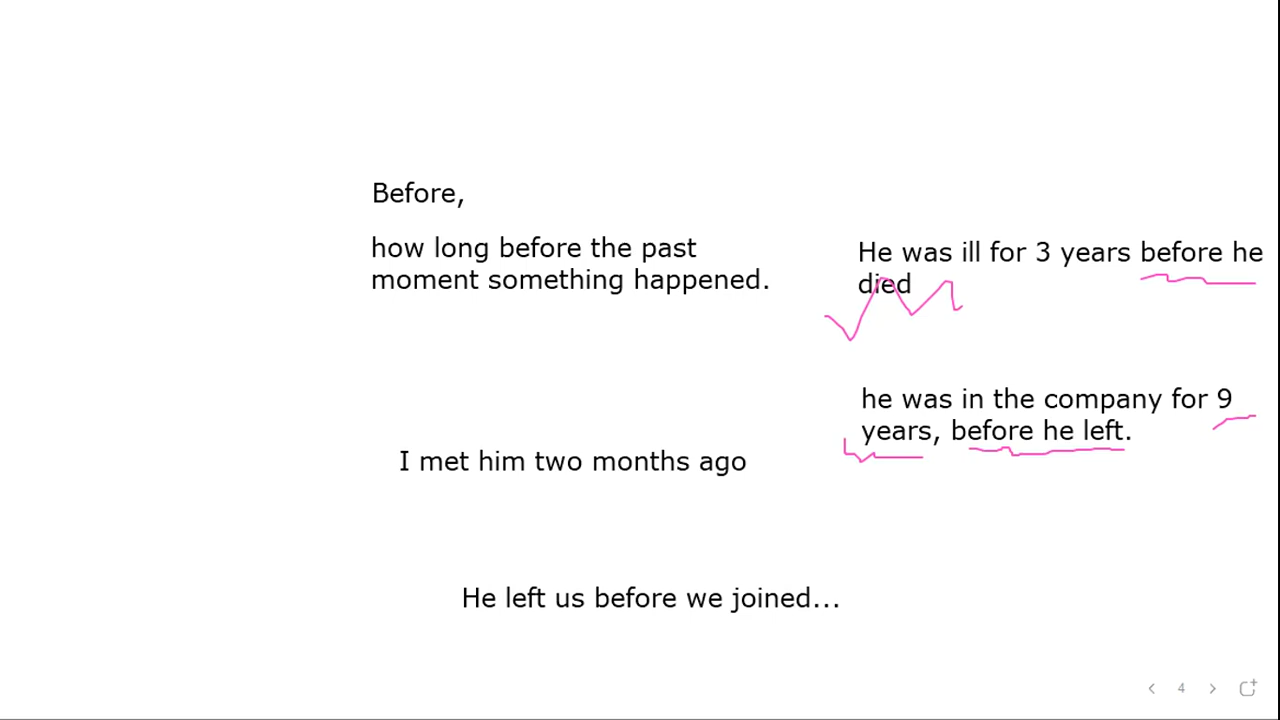 Before,
how long before the past
moment something happened.
He was ill for 3 years before he
died
he was in the company for 9
years, before he left.
I met him two months ago
He left us before we joined...
4